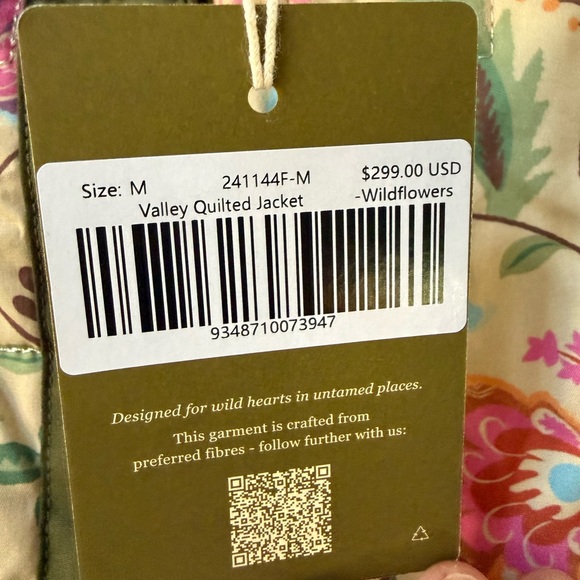 Size: M 241144F-M $299.00 USD
Valley Quilted Jacket -Wildflowers
9348710073947
Designed for wild hearts in untamed places.
This garment is crafted from
preferred fibres - follow further with us: